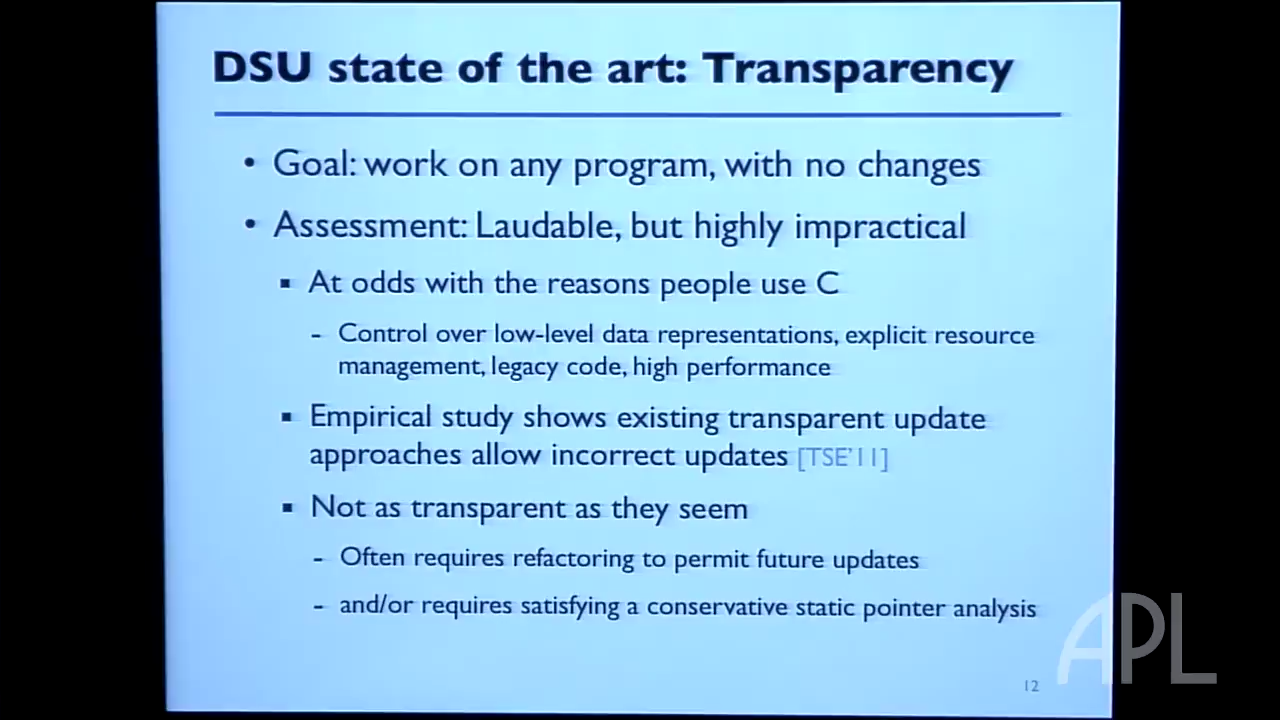 DSU state of the art: Transparency
• Goal: work on any program, with no changes
• Assessment: Laudable, but highly impractical
▪ At odds with the reasons people use C
- Control over low-level data representations, explicit resource
management, legacy code, high performance
▪ Empirical study shows existing transparent update
approaches allow incorrect updates [TSE'11]
▪ Not as transparent as they seem
- Often requires refactoring to permit future updates
- and/or requires satisfying a conservative static pointer analysis
12
APL